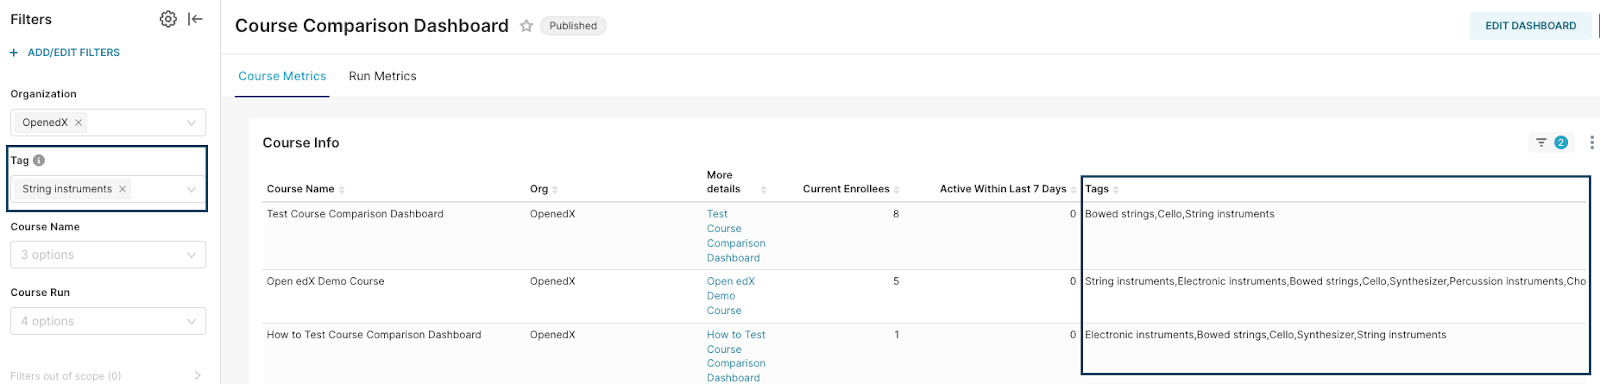 Filters
+ ADD/EDIT FILTERS
Organization
OpenedX ×
Tag
String instruments ×
Course Name
3 options
Course Run
4 options
Filters out of scope (0)
Course Comparison Dashboard
Published
EDIT DASHBOARD
Course Metrics
Run Metrics
Course Info
2
Course Name
Org
More
details
Current Enrollees
Active Within Last 7 Days
Tags
Test Course Comparison Dashboard
OpenedX
Test
Course
Comparison
Dashboard
8
0
Bowed strings,Cello,String instruments
Open edX Demo Course
OpenedX
Open edX
Demo
Course
5
0
String instruments,Electronic instruments,Bowed strings,Cello,Synthesizer,Percussion instruments,Cho
How to Test Course Comparison Dashboard
OpenedX
How to Test
Course
Comparison
Dashboard
1
0
Electronic instruments,Bowed strings,Cello,Synthesizer,String instruments